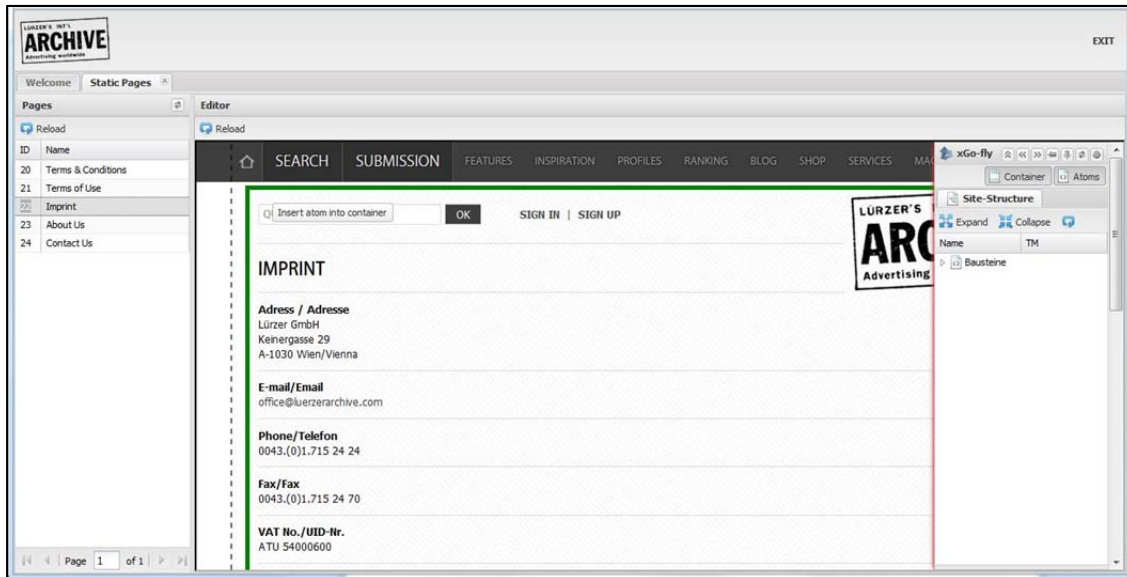 LÜRZER'S INT'L
ARCHIVE
Advertising worldwide
EXIT
Welcome
Static Pages
Pages
Editor
Reload
Reload
ID Name
20 Terms & Conditions
21 Terms of Use
Imprint
23 About Us
24 Contact Us
Page 1 of 1
SEARCH SUBMISSION FEATURES INSPIRATION PROFILES RANKING BLOG SHOP SERVICES MA
Q Insert atom into container
OK
SIGN IN | SIGN UP
LÜRZER'S
ARC
Advertising
IMPRINT
Adress / Adresse
Lürzer GmbH
Keinergasse 29
A-1030 Wien/Vienna
E-mail/Email
office@luerzerarchive.com
Phone/Telefon
0043.(0)1.715 24 24
Fax/Fax
0043.(0)1.715 24 70
VAT No./UID-Nr.
ATU 54000600
xGo-fly
Container Atoms
Site-Structure
Expand Collapse
Name TM
Bausteine